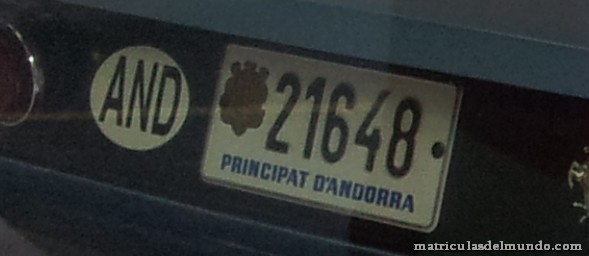 AND
21648
PRINCIPAT D'ANDORRA
matriculasdelmundo.com